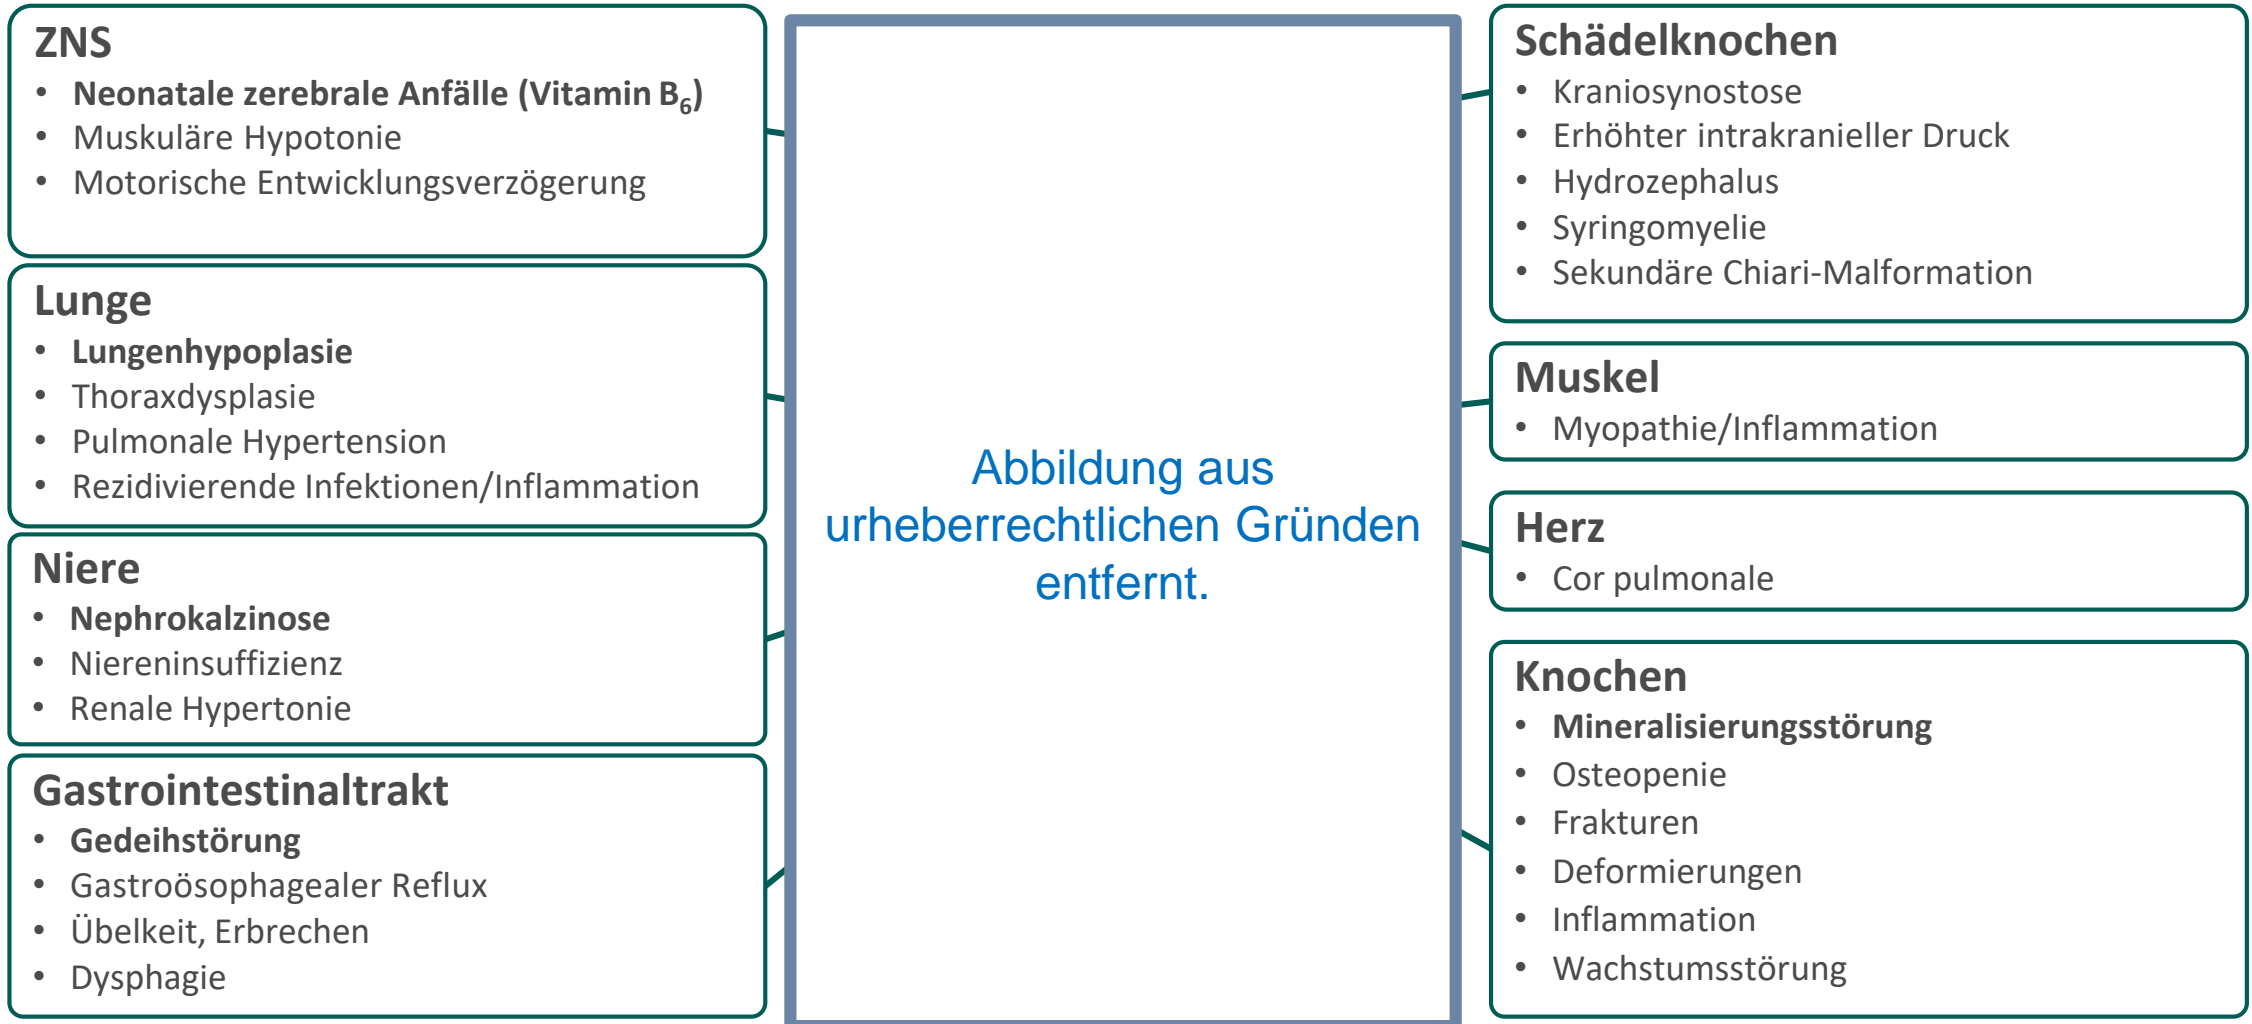 ZNS
• Neonatale zerebrale Anfälle (Vitamin B₆)
• Muskuläre Hypotonie
• Motorische Entwicklungsverzögerung
Lunge
• Lungenhypoplasie
• Thoraxdysplasie
• Pulmonale Hypertension
• Rezidivierende Infektionen/Inflammation
Niere
• Nephrokalzinose
• Niereninsuffizienz
• Renale Hypertonie
Gastrointestinaltrakt
• Gedeihstörung
• Gastroösophagealer Reflux
• Übelkeit, Erbrechen
• Dysphagie
Abbildung aus
urheberrechtlichen Gründen
entfernt.
Schädelknochen
• Kraniosynostose
• Erhöhter intrakranieller Druck
• Hydrozephalus
• Syringomyelie
• Sekundäre Chiari-Malformation
Muskel
• Myopathie/Inflammation
Herz
• Cor pulmonale
Knochen
• Mineralisierungsstörung
• Osteopenie
• Frakturen
• Deformierungen
• Inflammation
• Wachstumsstörung